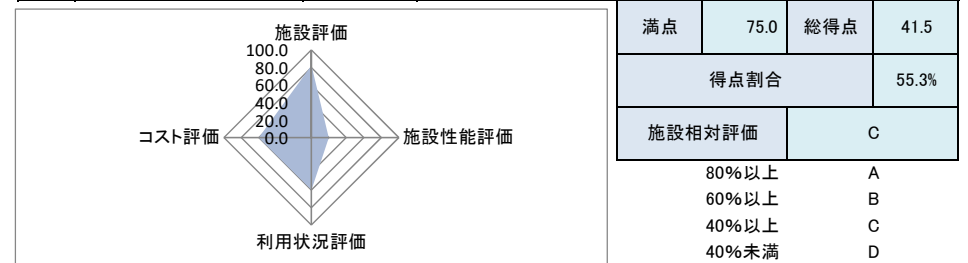 施設評価
100.0
80.0
60.0
40.0
20.0
0.0
コスト評価
施設性能評価
利用状況評価
満点 75.0 総得点 41.5
得点割合 55.3%
施設相対評価 C
80%以上 A
60%以上 B
40%以上 C
40%未満 D